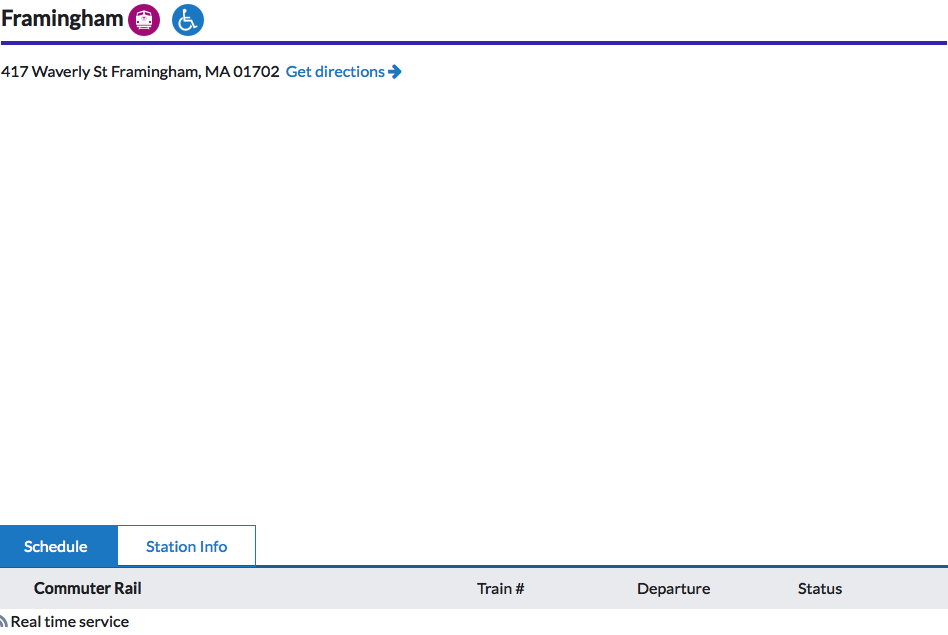 Framingham
417 Waverly St Framingham, MA 01702 Get directions
Schedule Station Info
Commuter Rail Train # Departure Status
Real time service